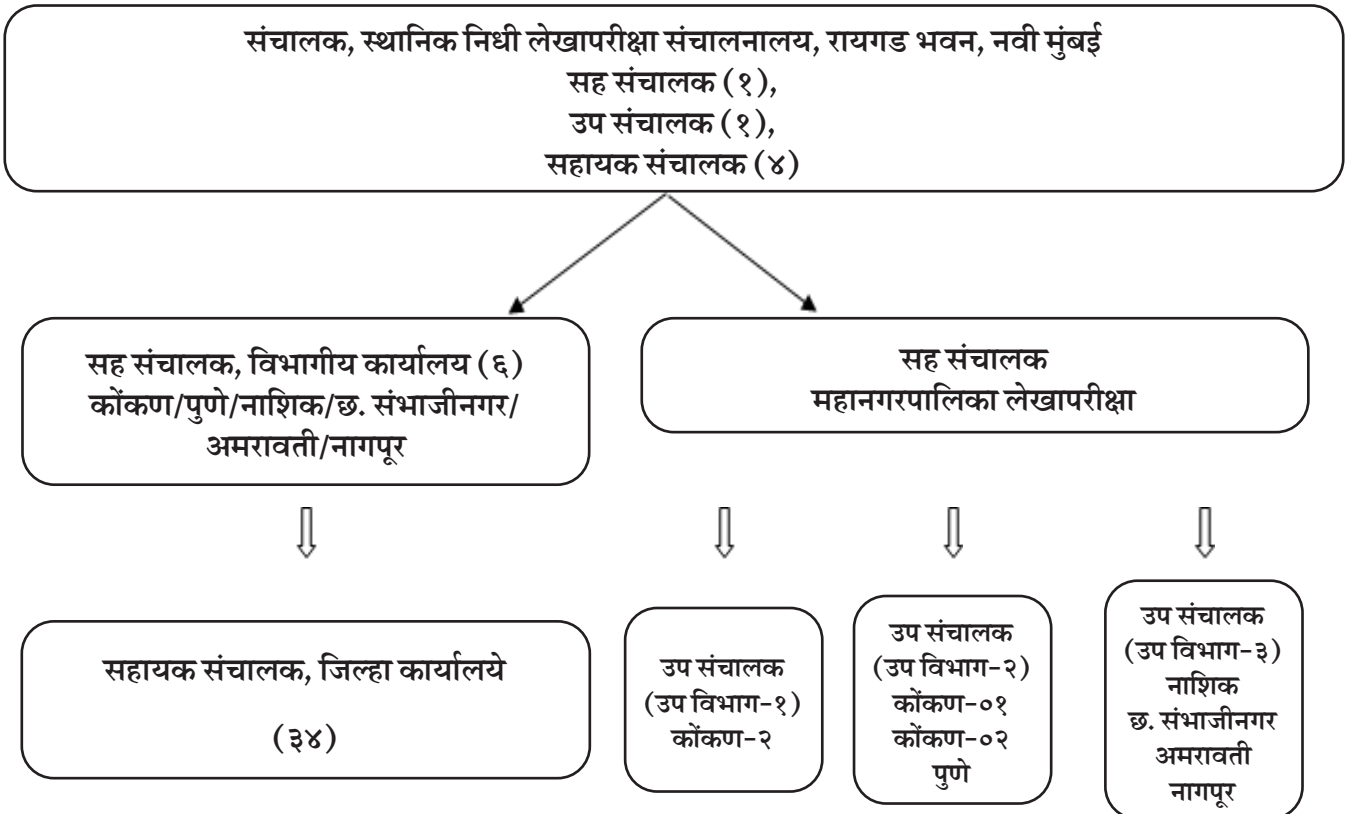 संचालक, स्थानिक निधी लेखापरीक्षा संचालनालय, रायगड भवन, नवी मुंबई
सह संचालक (१),
उप संचालक (१),
सहायक संचालक (४)
सह संचालक, विभागीय कार्यालय (६)
कोंकण/पुणे/नाशिक/छ. संभाजीनगर/
अमरावती/नागपूर
सह संचालक
महानगरपालिका लेखापरीक्षा
सहायक संचालक, जिल्हा कार्यालये
(३४)
उप संचालक
(उप विभाग-१)
कोंकण-२
उप संचालक
(उप विभाग-२)
कोंकण-०१
कोंकण-०२
पुणे
उप संचालक
(उप विभाग-३)
नाशिक
छ. संभाजीनगर
अमरावती
नागपूर